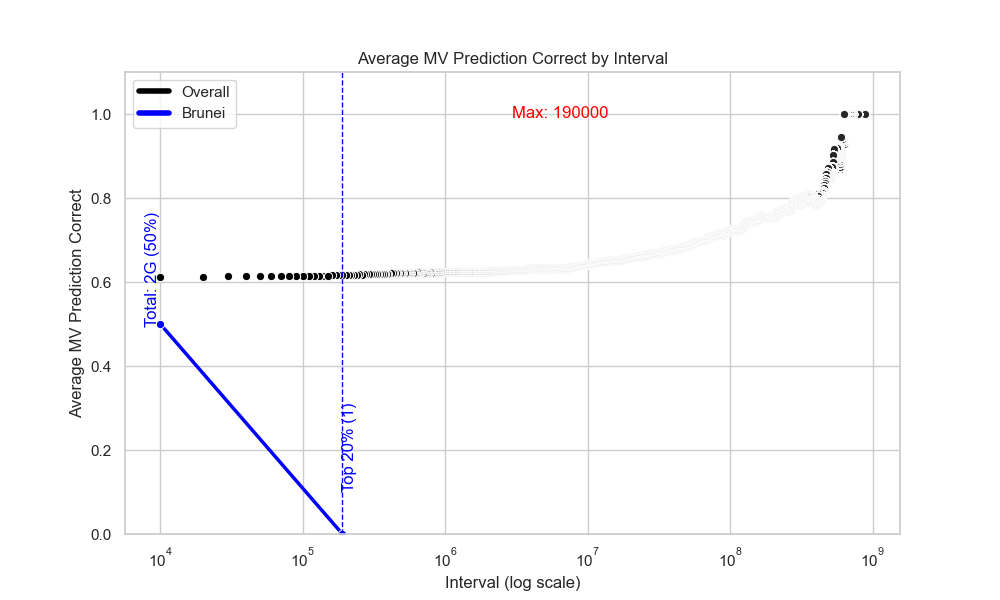 Average MV Prediction Correct by Interval
Overall
Brunei
Max: 190000
Total: 2G (50%)
Top 20% (1)
Average MV Prediction Correct
1.0
0.8
0.6
0.4
0.2
0.0
10^4
10^5
10^6
10^7
10^8
10^9
Interval (log scale)